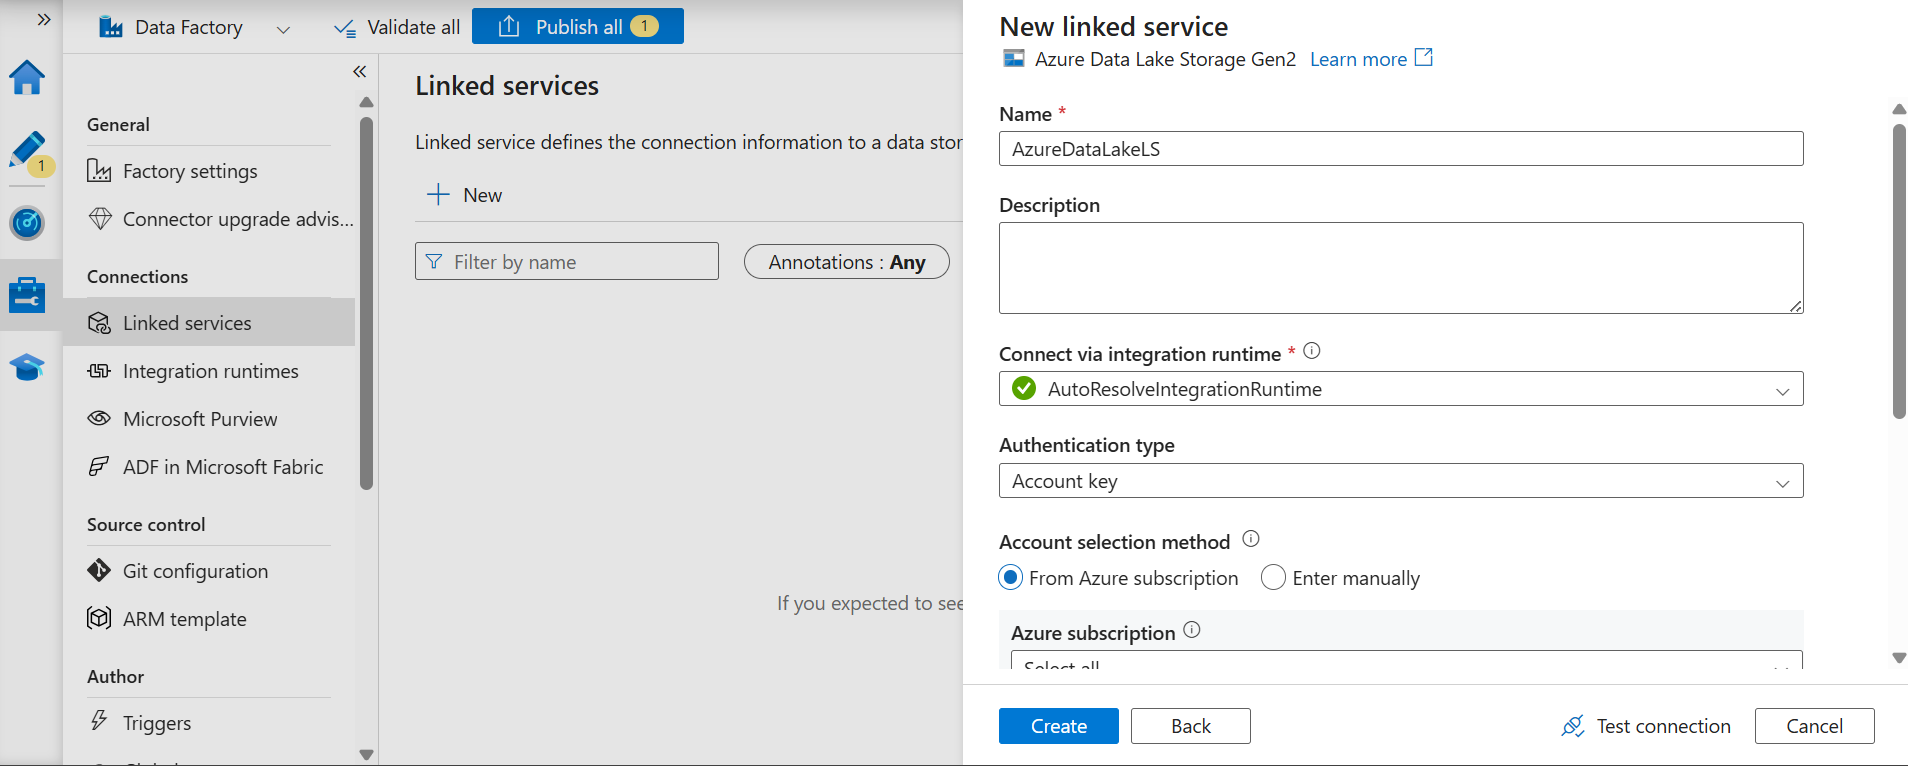 Data Factory
Validate all
Publish all 1
1
General
Factory settings
Connector upgrade advis...
Connections
Linked services
Integration runtimes
Microsoft Purview
ADF in Microsoft Fabric
Source control
Git configuration
ARM template
Author
Triggers
Linked services
Linked service defines the connection information to a data stor
New
Filter by name
Annotations : Any
If you expected to see
New linked service
Azure Data Lake Storage Gen2 Learn more
Name *
AzureDataLakeLS
Description
Connect via integration runtime *
AutoResolveIntegrationRuntime
Authentication type
Account key
Account selection method
From Azure subscription Enter manually
Azure subscription
Select all
Create Back Test connection Cancel